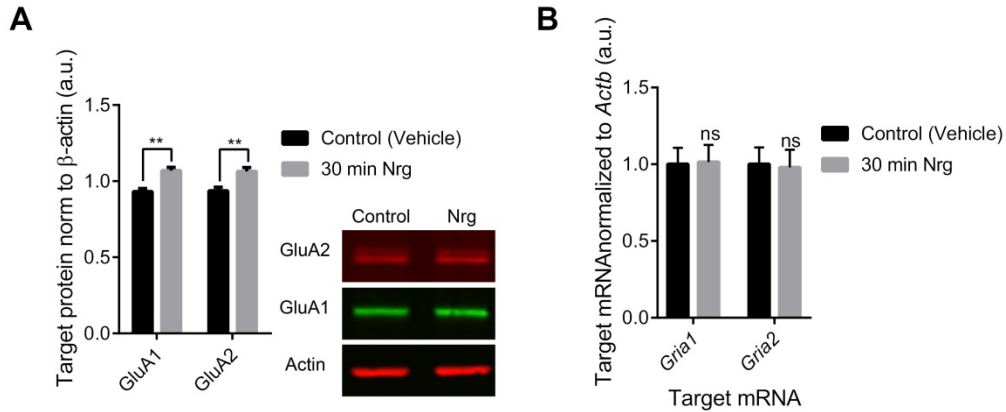 A
Target protein norm to β-actin (a.u.)
1.5
1.0
0.5
0.0
**
**
GluA1
GluA2
Control (Vehicle)
30 min Nrg
Control Nrg
GluA2
GluA1
Actin
B
Target mRNAnormalized to Actb (a.u.)
1.5
1.0
0.5
0.0
ns
ns
Gria1
Gria2
Target mRNA
Control (Vehicle)
30 min Nrg